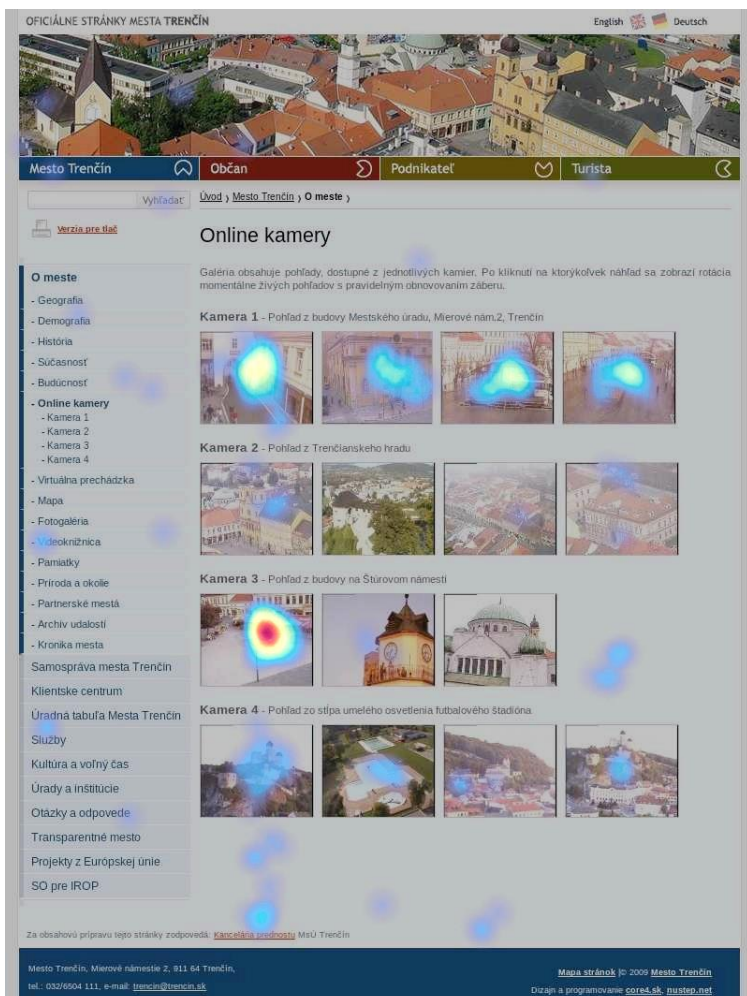 OFICIÁLNE STRÁNKY MESTA TRENČÍN
English Deutsch
Mesto Trenčín Občan Podnikateľ Turista
Vyhľadať
Úvod Mesto Trenčín O meste
Verzia pre tlač
Online kamery
Galéria obsahuje pohľady, dostupné z jednotlivých kamier. Po kliknutí na ktorýkoľvek náhľad sa zobrazí rotácia
momentálne živých pohľadov s pravidelným obnovovaním záberu.
O meste
- Geografia
- Demografia
- História
- Súčasnosť
- Budúcnosť
- Online kamery
- Kamera 1
- Kamera 2
- Kamera 3
- Kamera 4
- Virtuálna prechádzka
- Mapa
- Fotogaléria
- Videoknižnica
- Pamiatky
- Príroda a okolie
- Partnerské mestá
- Archív udalostí
- Kronika mesta
Samospráva mesta Trenčín
Klientske centrum
Úradná tabuľa Mesta Trenčín
Služby
Kultúra a voľný čas
Úrady a inštitúcie
Otázky a odpovede
Transparentné mesto
Projekty z Európskej únie
SO pre IROP
Kamera 1 - Pohľad z budovy Mestského úradu, Mierové nám.2, Trenčín
Kamera 2 - Pohľad z Trenčianskeho hradu
Kamera 3 - Pohľad z budovy na Štúrovom námestí
Kamera 4 - Pohľad zo stĺpa umelého osvetlenia futbalového štadióna
Za obsahovú prípravu tejto stránky zodpovedá: Kancelária prednostu MsÚ Trenčín
Mesto Trenčín, Mierové námestie 2, 911 64 Trenčín,
tel.: 032/6504 111, e-mail: trencin@trencin.sk
Mapa stránok |© 2009 Mesto Trenčín
Dizajn a programovanie core4.sk, nustep.net